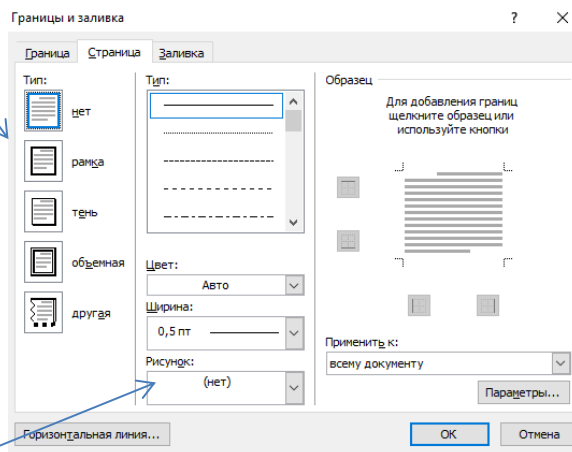 Границы и заливка
?
Граница Страница Заливка
Тип:
нет
рамка
тень
объемная
другая
Тип:
Цвет:
Авто
Ширина:
0,5 пт
Рисунок:
(нет)
Образец
Для добавления границ
щелкните образец или
используйте кнопки
Применить к:
всему документу
Параметры...
Горизонтальная линия...
ОК Отмена